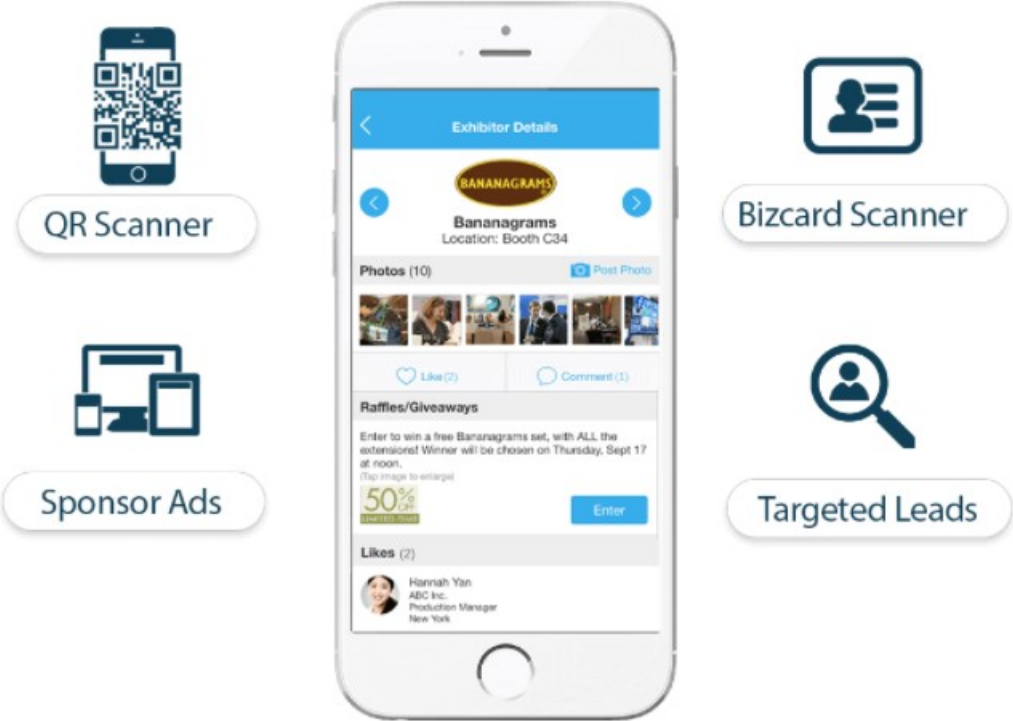 QR Scanner
Sponsor Ads
Exhibitor Details
BANANAGRAMS
Bananagrams
Location: Booth C34
Photos (10)
Post Photo
Like (2)
Comment (1)
Raffles/Giveaways
Enter to win a free Bananagrams set, with ALL the
extensions! Winner will be chosen on Thursday, Sept 17
at noon.
(Tap image to enlarge)
50% OFF
LIMITED TIME
Enter
Likes (2)
Hannah Yan
ABC Inc.
Production Manager
New York
Bizcard Scanner
Targeted Leads